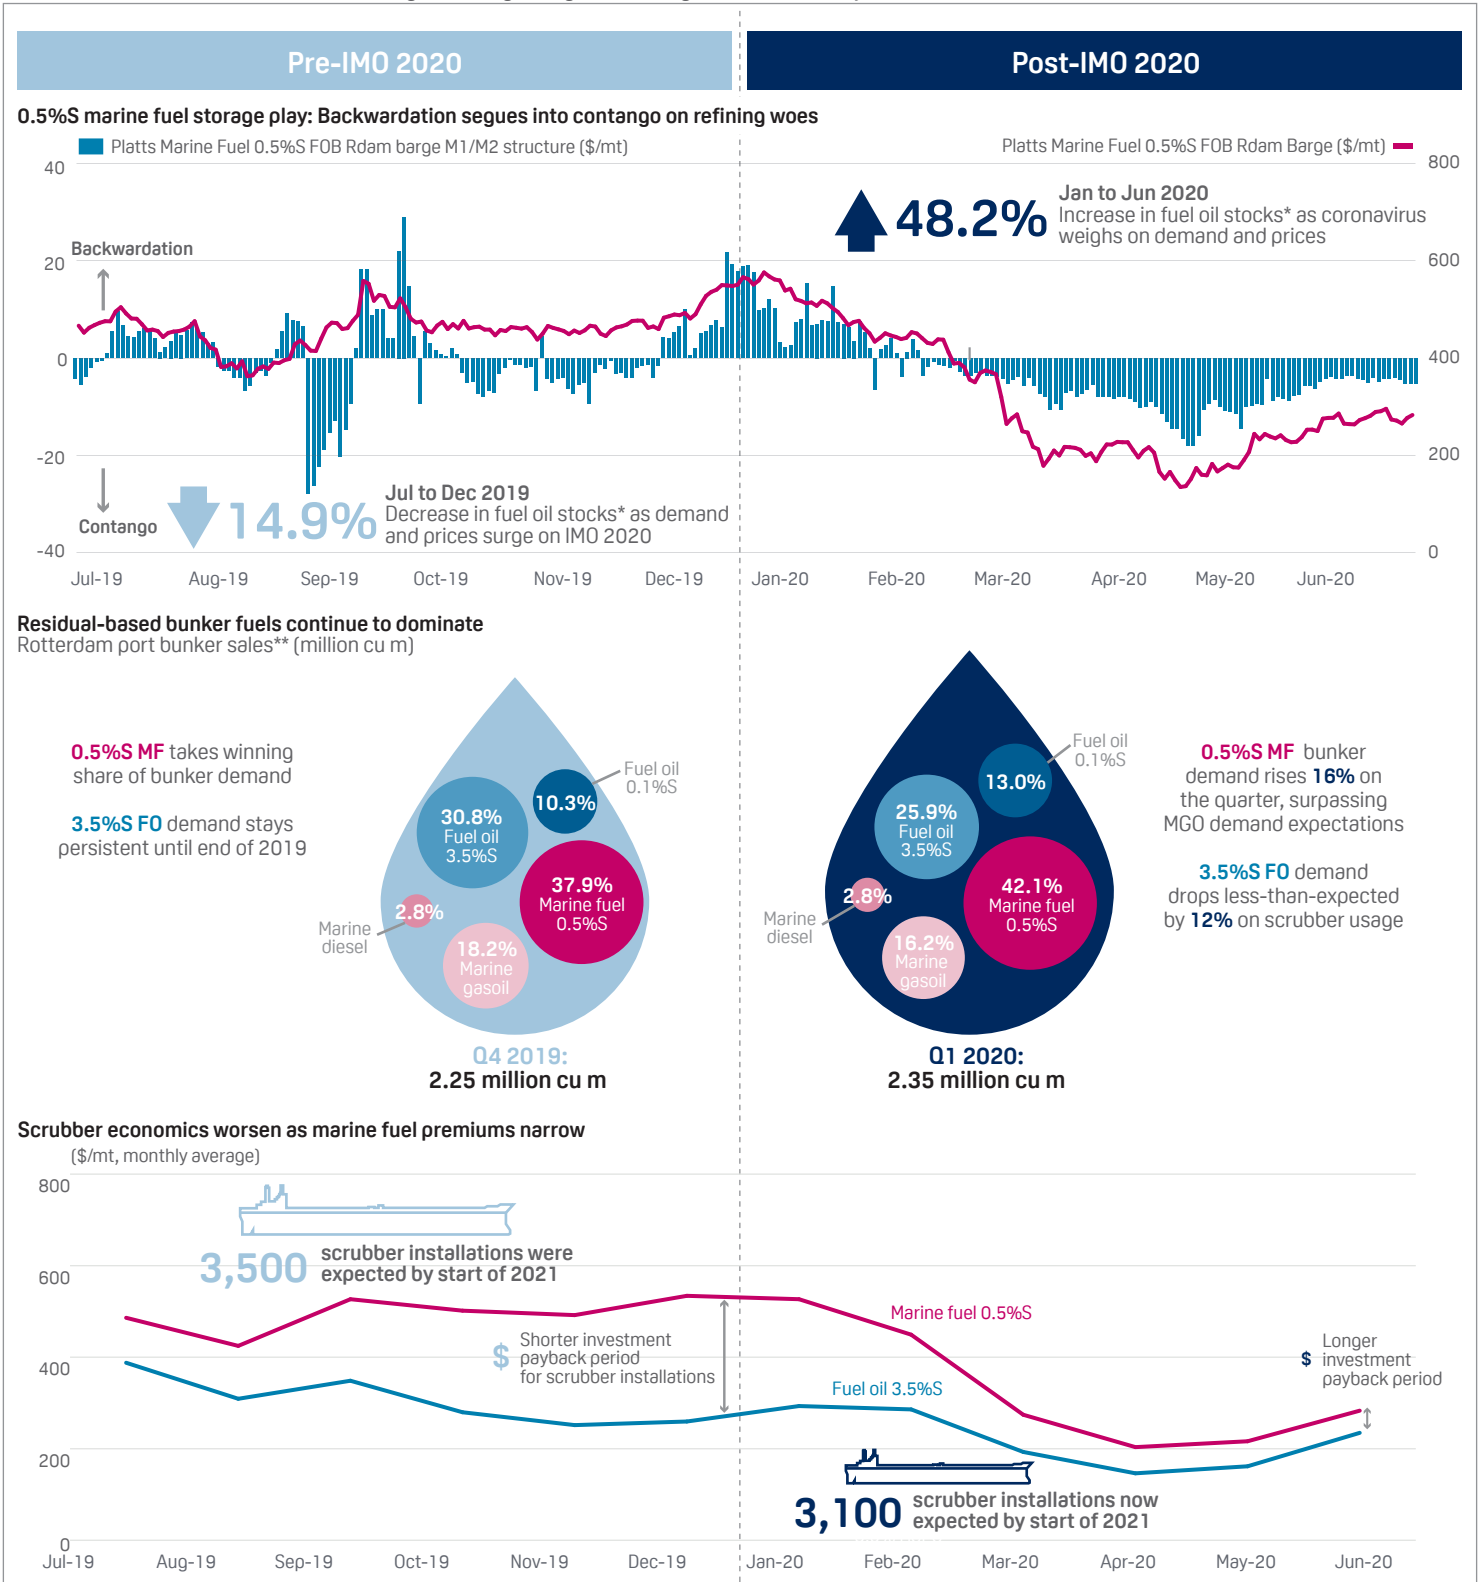 Pre-IMO 2020
Post-IMO 2020
0.5%S marine fuel storage play: Backwardation segues into contango on refining woes
Platts Marine Fuel 0.5%S FOB Rdam barge M1/M2 structure ($/mt)
Platts Marine Fuel 0.5%S FOB Rdam Barge ($/mt)
40
20
0
-20
-40
800
600
400
200
0
Backwardation
Contango
48.2%
Jan to Jun 2020
Increase in fuel oil stocks* as coronavirus
weighs on demand and prices
14.9%
Jul to Dec 2019
Decrease in fuel oil stocks* as demand
and prices surge on IMO 2020
Jul-19 Aug-19 Sep-19 Oct-19 Nov-19 Dec-19 Jan-20 Feb-20 Mar-20 Apr-20 May-20 Jun-20
Residual-based bunker fuels continue to dominate
Rotterdam port bunker sales** (million cu m)
0.5%S MF takes winning
share of bunker demand
3.5%S FO demand stays
persistent until end of 2019
30.8%
Fuel oil
3.5%S
10.3%
Fuel oil
0.1%S
37.9%
Marine fuel
0.5%S
2.8%
Marine
diesel
18.2%
Marine
gasoil
Q4 2019:
2.25 million cu m
25.9%
Fuel oil
3.5%S
13.0%
Fuel oil
0.1%S
42.1%
Marine fuel
0.5%S
2.8%
Marine
diesel
16.2%
Marine
gasoil
Q1 2020:
2.35 million cu m
0.5%S MF bunker
demand rises 16% on
the quarter, surpassing
MGO demand expectations
3.5%S FO demand
drops less-than-expected
by 12% on scrubber usage
Scrubber economics worsen as marine fuel premiums narrow
($/mt, monthly average)
800
600
400
200
0
3,500
scrubber installations were
expected by start of 2021
$
Shorter investment
payback period
for scrubber installations
Marine fuel 0.5%S
Fuel oil 3.5%S
$
Longer
investment
payback period
3,100
scrubber installations now
expected by start of 2021
Jul-19 Aug-19 Sep-19 Oct-19 Nov-19 Dec-19 Jan-20 Feb-20 Mar-20 Apr-20 May-20 Jun-20